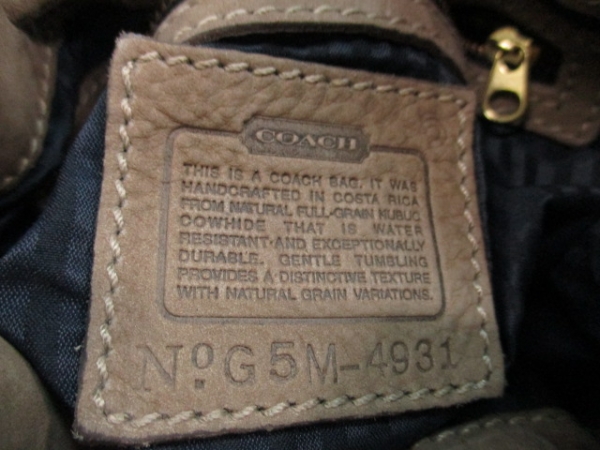 COACH
THIS IS A COACH BAG. IT WAS
HANDCRAFTED IN COSTA RICA
FROM NATURAL FULL-GRAIN NUBUC
COWHIDE THAT IS WATER
RESISTANT AND EXCEPTIONALLY
DURABLE. GENTLE TUMBLING
PROVIDES A DISTINCTIVE TEXTURE
WITH NATURAL GRAIN VARIATIONS.
Nº. G5M-4931